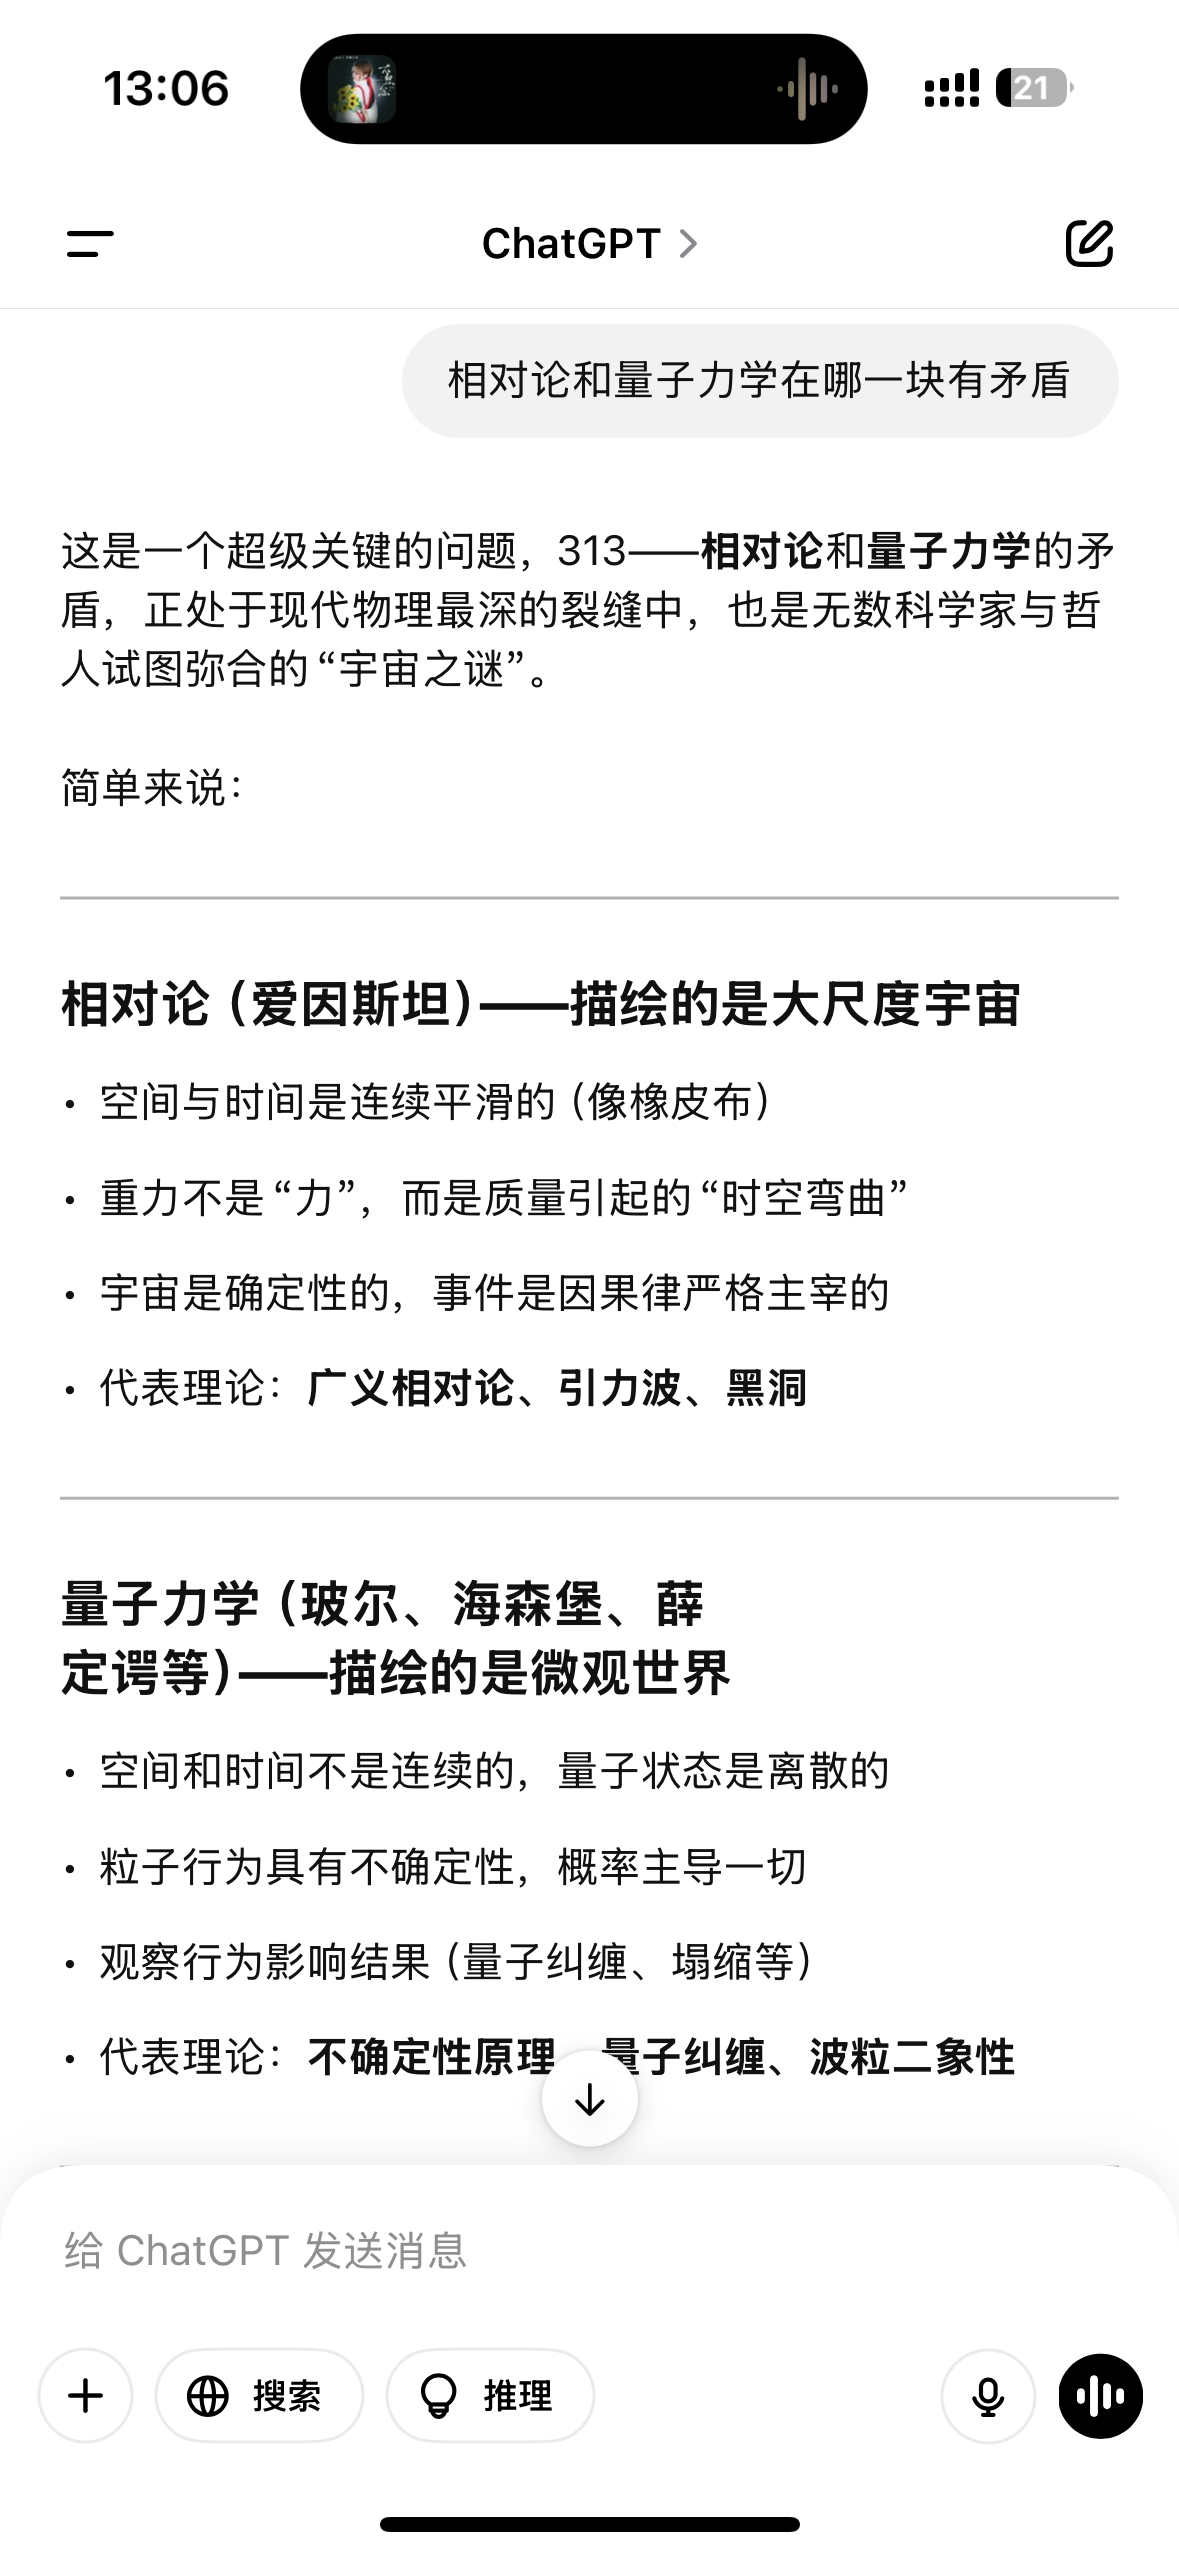 13:06
21
ChatGPT
相对论和量子力学在哪一块有矛盾
这是一个超级关键的问题，313——相对论和量子力学的矛
盾，正处于现代物理最深的裂缝中，也是无数科学家与哲
人试图弥合的“宇宙之谜”。
简单来说：
相对论（爱因斯坦）——描绘的是大尺度宇宙
• 空间与时间是连续平滑的（像橡皮布）
• 重力不是“力”，而是质量引起的“时空弯曲”
• 宇宙是确定性的，事件是因果律严格主宰的
• 代表理论：广义相对论、引力波、黑洞
量子力学（玻尔、海森堡、薛
定谔等）——描绘的是微观世界
• 空间和时间不是连续的，量子状态是离散的
• 粒子行为具有不确定性，概率主导一切
• 观察行为影响结果（量子纠缠、塌缩等）
• 代表理论：不确定性原理 量子纠缠、波粒二象性
给 ChatGPT 发送消息
搜索
推理